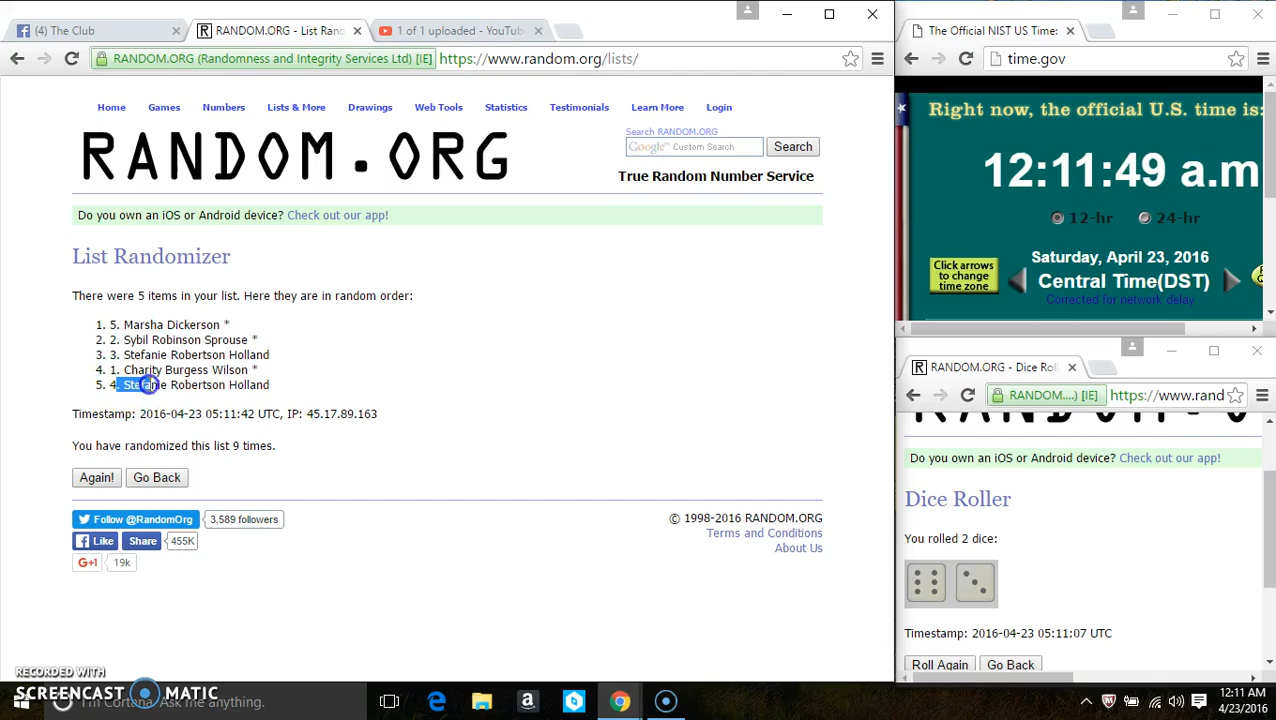 (4) The Club
RANDOM.ORG - List Ran
1 of 1 uploaded - YouTub
RANDOM.ORG (Randomness and Integrity Services Ltd) [IE]
https://www.random.org/lists/
Home Games Numbers Lists & More Drawings Web Tools Statistics Testimonials Learn More Login
RANDOM.ORG
Search RANDOM.ORG
Google™ Custom Search
Search
True Random Number Service
Do you own an iOS or Android device? Check out our app!
List Randomizer
There were 5 items in your list. Here they are in random order:
1. 5. Marsha Dickerson *
2. 2. Sybil Robinson Sprouse *
3. 3. Stefanie Robertson Holland
4. 1. Charity Burgess Wilson *
5. 4. Stefanie Robertson Holland
Timestamp: 2016-04-23 05:11:42 UTC, IP: 45.17.89.163
You have randomized this list 9 times.
Again! Go Back
Follow @RandomOrg 3,589 followers
Like Share 455K
G+1 19k
© 1998-2016 RANDOM.ORG
Terms and Conditions
About Us
The Official NIST US Time:
time.gov
Right now, the official U.S. time is:
12:11:49 a.m
12-hr 24-hr
Click arrows
to change
time zone
Saturday, April 23, 2016
Central Time(DST)
Corrected for network delay
RANDOM.ORG - Dice Roll
RANDOM....) [IE]
https://www.rand
Do you own an iOS or Android device? Check out our app!
Dice Roller
You rolled 2 dice:
Timestamp: 2016-04-23 05:11:07 UTC
Roll Again Go Back
RECORDED WITH
SCREENCAST MATIC
I'm Cortana. Ask me anything.
12:11 AM
4/23/2016